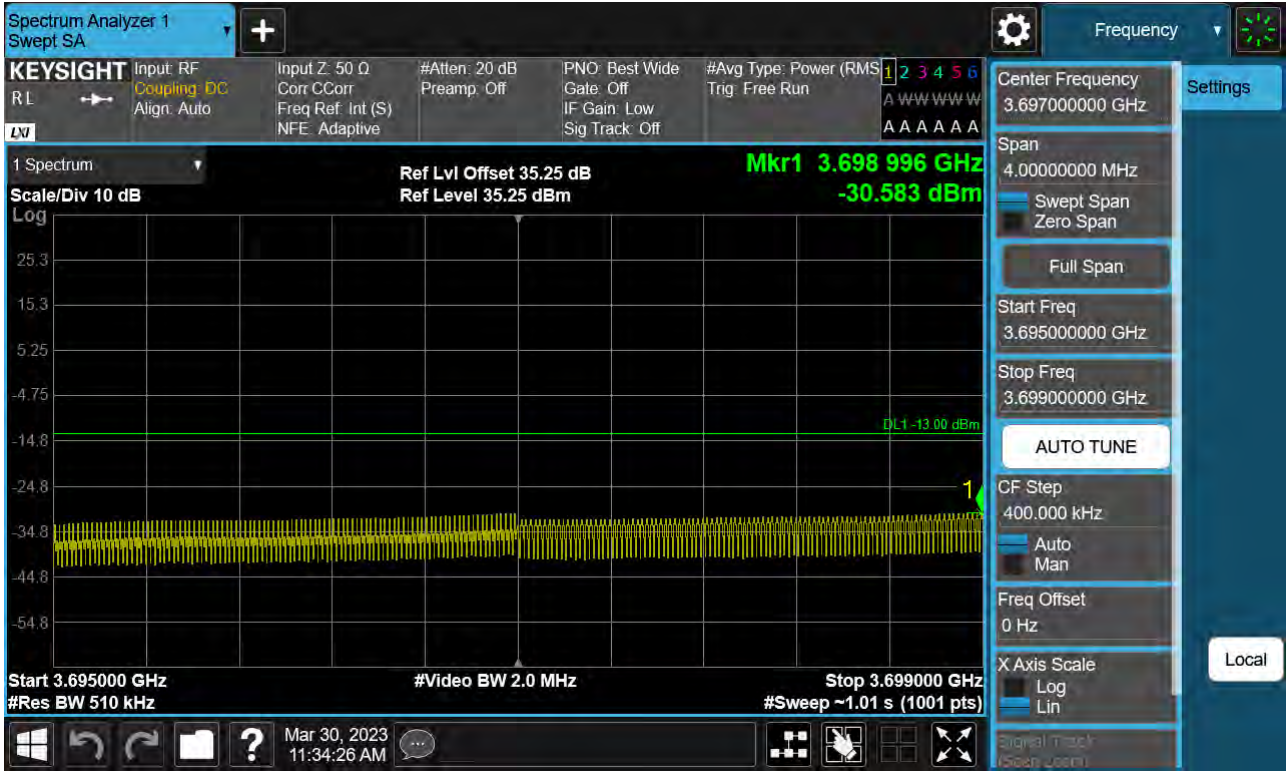 Spectrum Analyzer 1
Swept SA
+
Frequency
KEYSIGHT
RL
LXI
Input: RF
Coupling: DC
Align: Auto
Input Z: 50 Ω
Corr CCorr
Freq Ref: Int (S)
NFE: Adaptive
#Atten: 20 dB
Preamp: Off
PNO: Best Wide
Gate: Off
IF Gain: Low
Sig Track: Off
#Avg Type: Power (RMS
Trig: Free Run
1 2 3 4 5 6
A W W W W W
A A A A A A
Center Frequency
3.697000000 GHz
Settings
Span
4.00000000 MHz
Swept Span
Zero Span
Full Span
Start Freq
3.695000000 GHz
Stop Freq
3.699000000 GHz
AUTO TUNE
CF Step
400.000 kHz
Auto
Man
Freq Offset
0 Hz
X Axis Scale
Log
Lin
Signal Track
(Span Zoom)
Local
1 Spectrum
Scale/Div 10 dB
Log
Ref Lvl Offset 35.25 dB
Ref Level 35.25 dBm
Mkr1 3.698 996 GHz
-30.583 dBm
25.3
15.3
5.25
-4.75
-14.8
-24.8
-34.8
-44.8
-54.8
DL1 -13.00 dBm
1
Start 3.695000 GHz
#Res BW 510 kHz
#Video BW 2.0 MHz
Stop 3.699000 GHz
#Sweep ~1.01 s (1001 pts)
?
Mar 30, 2023
11:34:26 AM